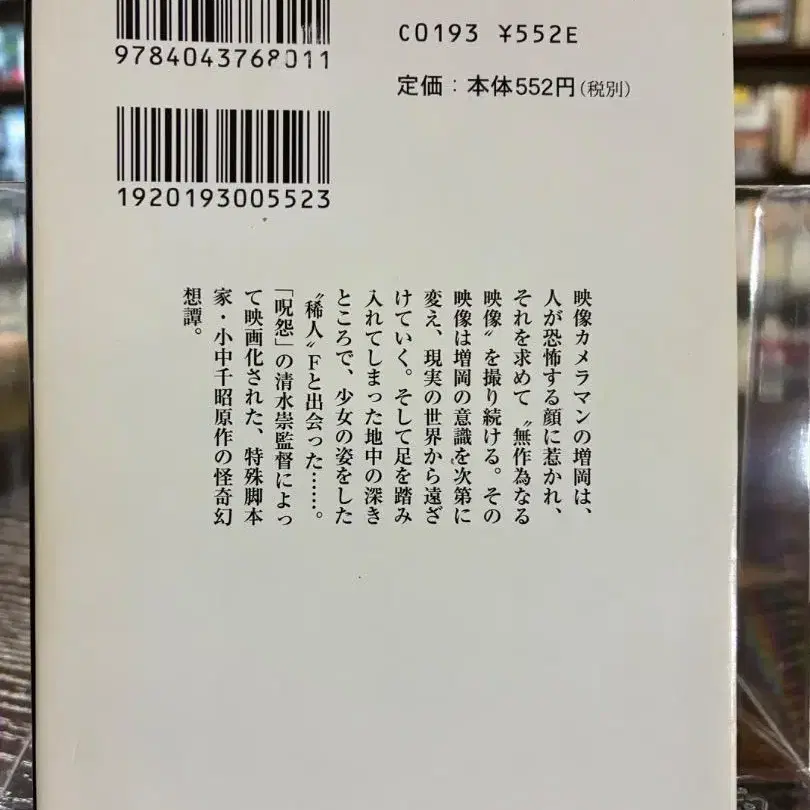 9784043768011
C0193 ¥552E
定価：本体552円（税別）
1920193005523
映像カメラマンの増岡は、
人が恐怖する顔に惹かれ、
それを求めて〝無作為なる
映像〟を撮り続ける。その
映像は増岡の意識を次第に
変え、現実の世界から遠ざ
けていく。そして足を踏み
入れてしまった地中の深き
ところで、少女の姿をした
〝稀人〟Fと出会った……。
「呪怨」の清水崇監督によっ
て映画化された、特殊脚本
家・小中千昭原作の怪奇幻
想譚。